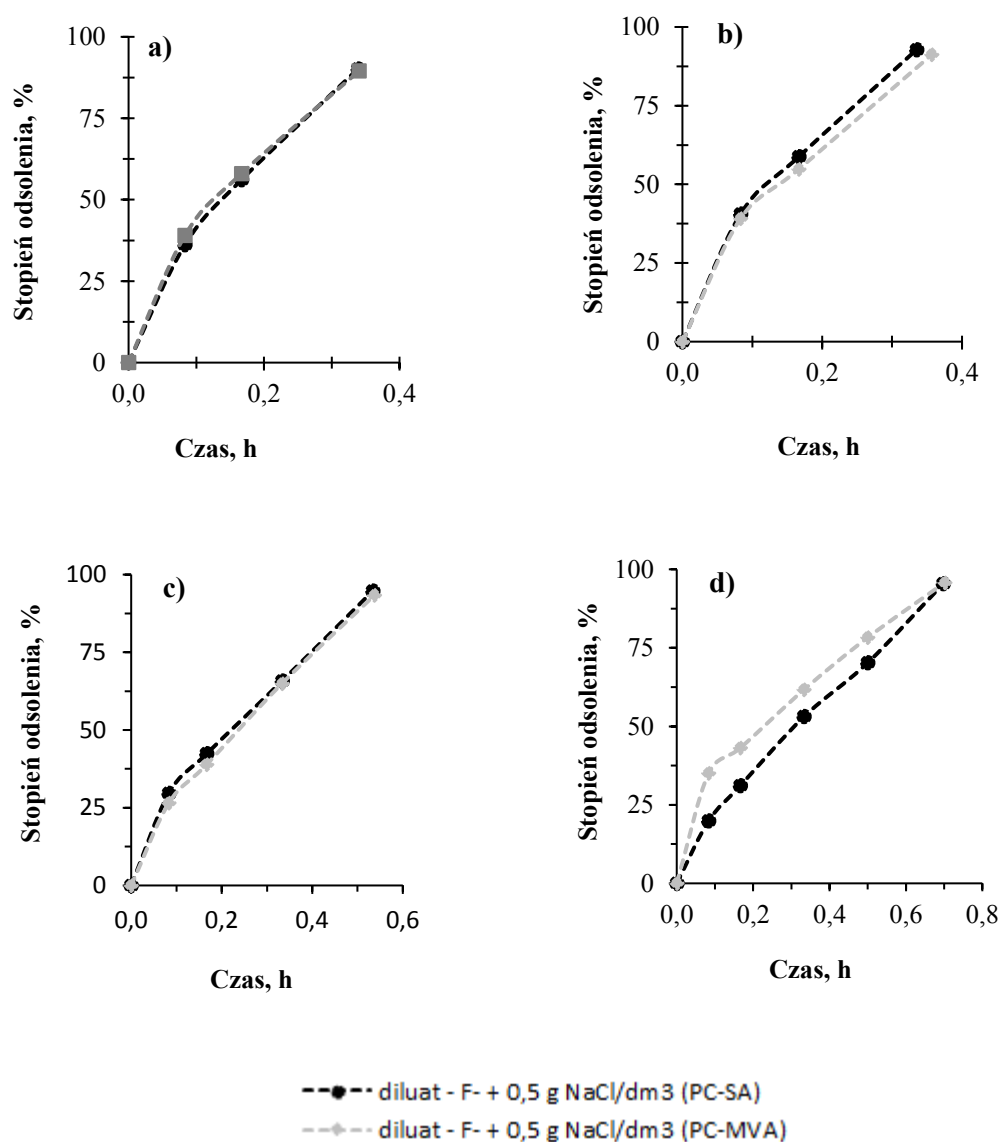 a)
Stopień odsolenia, %
100
75
50
25
0
0,0 0,2 0,4
Czas, h
b)
Stopień odsolenia, %
100
75
50
25
0
0,0 0,2 0,4
Czas, h
c)
Stopień odsolenia, %
100
75
50
25
0
0,0 0,2 0,4 0,6
Czas, h
d)
Stopień odsolenia, %
100
75
50
25
0
0,0 0,2 0,4 0,6 0,8
Czas, h
diluat - F- + 0,5 g NaCl/dm3 (PC-SA)
diluat - F- + 0,5 g NaCl/dm3 (PC-MVA)